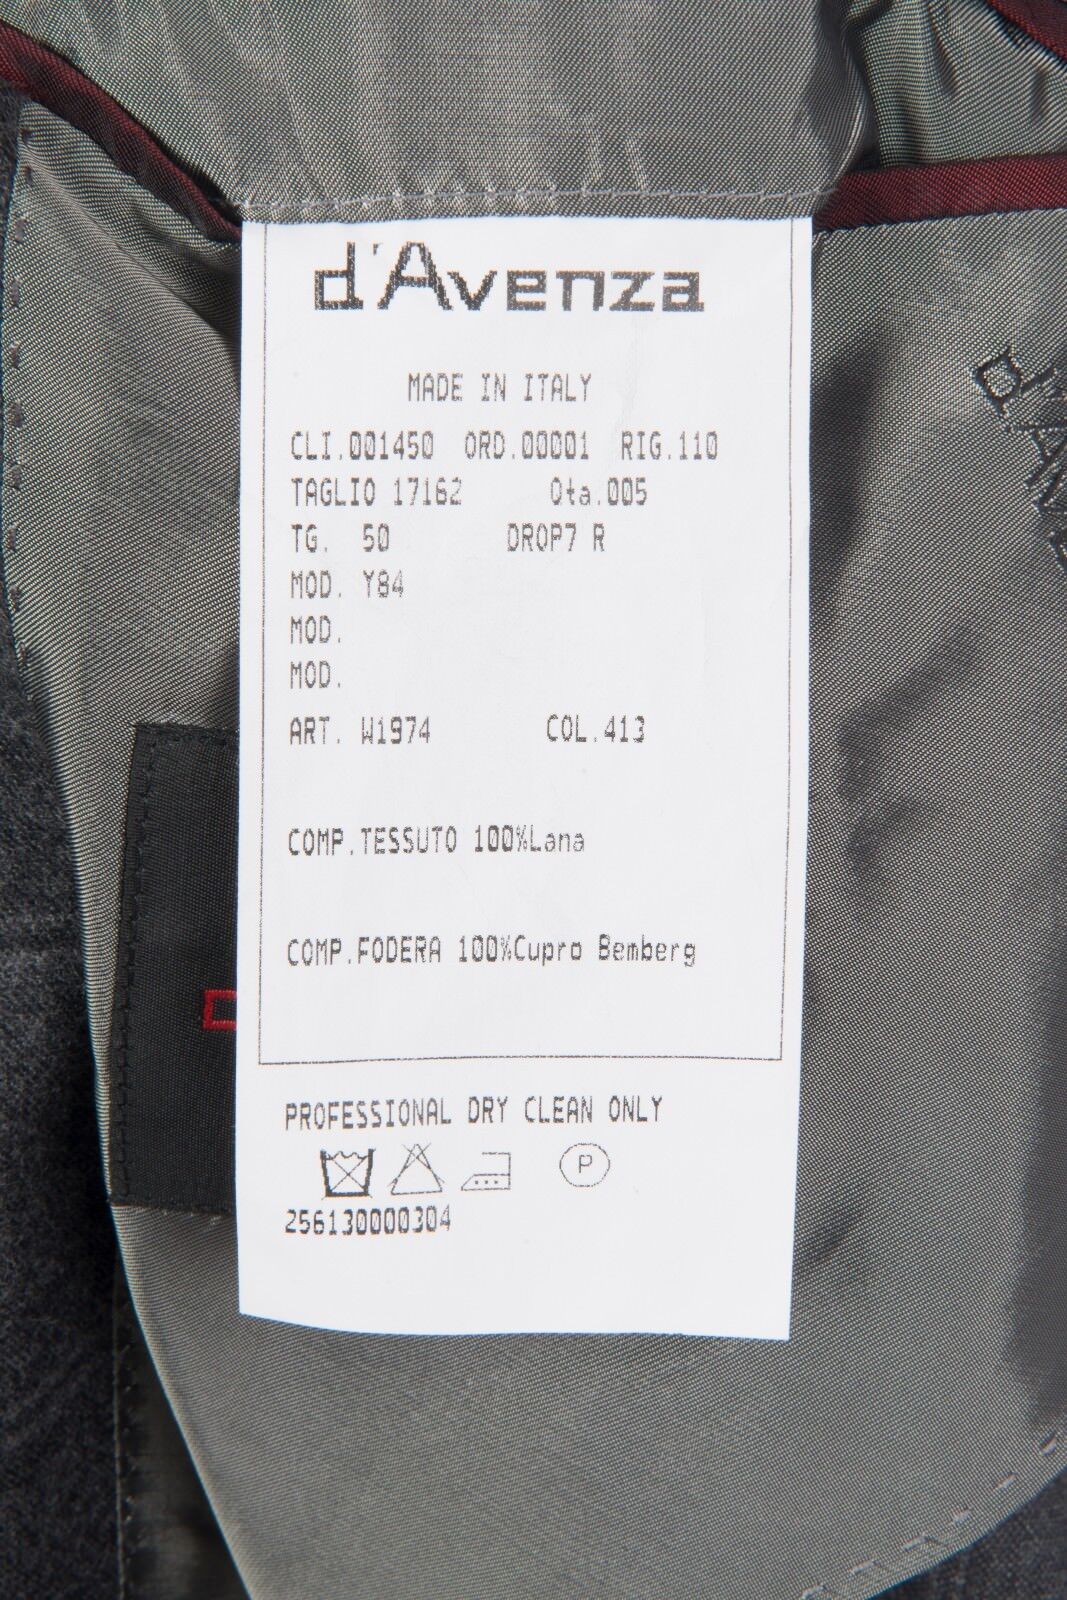 d'Avenza
MADE IN ITALY
CLI.001450 ORD.00001 RIG.110
TAGLIO 17162 Qta.005
TG. 50 DROP7 R
MOD. Y84
MOD.
MOD.
ART. W1974 COL.413
COMP.TESSUTO 100%Lana
COMP.FODERA 100%Cupro Bemberg
PROFESSIONAL DRY CLEAN ONLY
P
256130000304